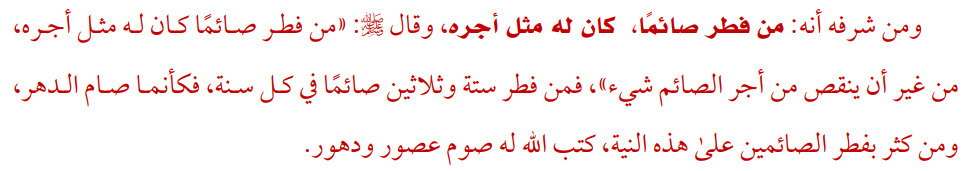 ومن شرفه أنه: من فطر صائمًا، كان له مثل أجره، وقال ﷺ: «من فطر صائمًا كان له مثل أجره،
من غير أن ينقص من أجر الصائم شيء»، فمن فطر ستة وثلاثين صائمًا في كل سنة، فكأنما صام الدهر،
ومن كثر بفطر الصائمين علىٰ هذه النية، كتب الله له صوم عصور ودهور.